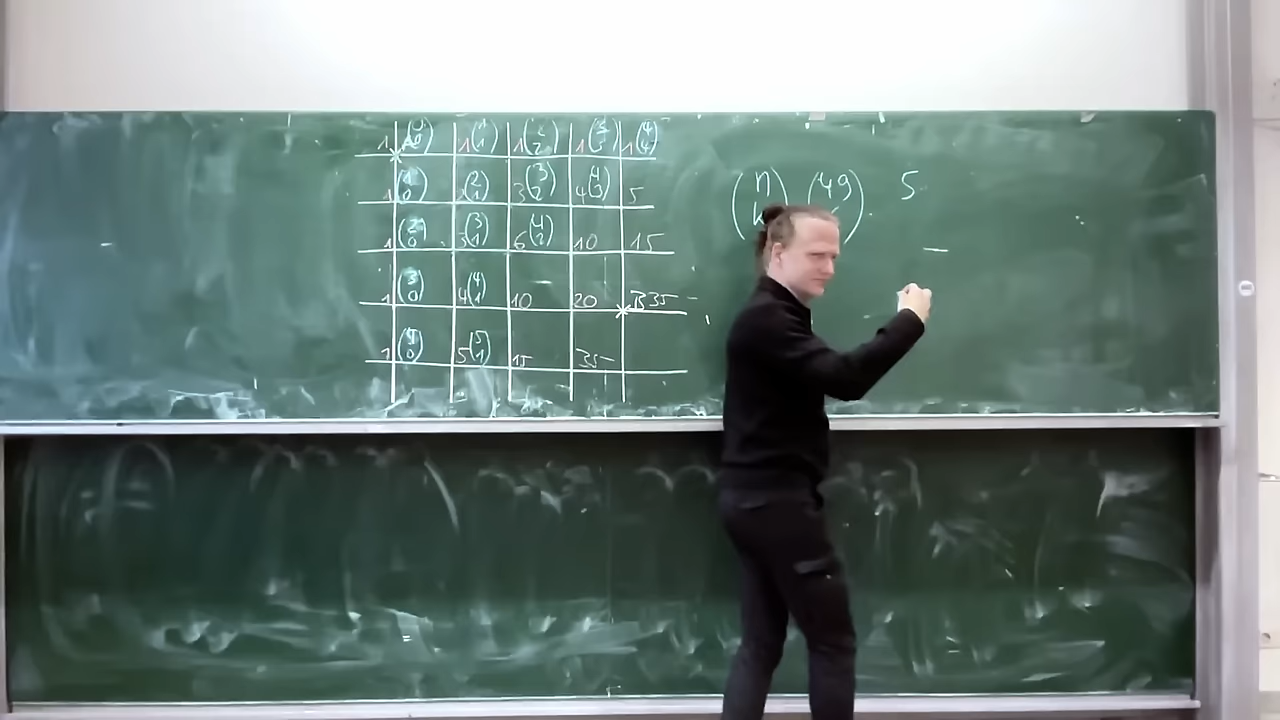 1 (0 0) 1 (1 1) 1 (2 2) 1 (3 3) 1 (4 4)
1 (1 0) 2 (2 1) 3 (3 2) 4 (4 3) 5
1 (2 0) 3 (3 1) 6 (4 2) 10 15
1 (3 0) 4 (4 1) 10 20 35
1 (4 0) 5 (5 1) 15 35
(n k) (49 5